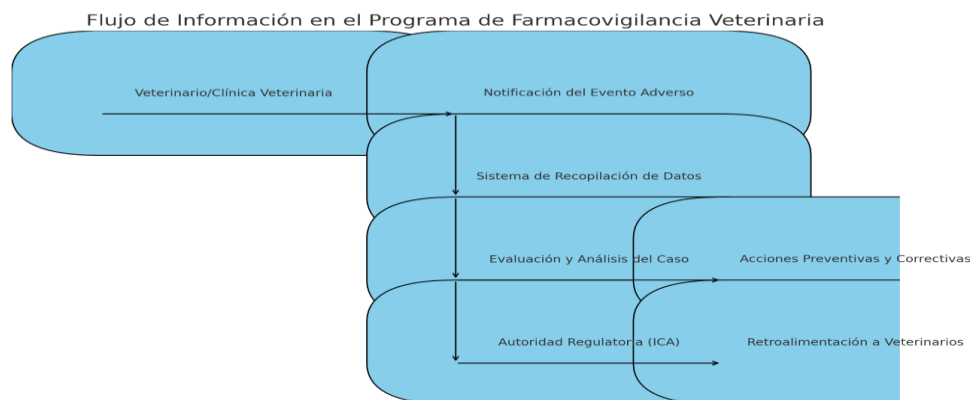 Flujo de Información en el Programa de Farmacovigilancia Veterinaria
Veterinario/Clínica Veterinaria
Notificación del Evento Adverso
Sistema de Recopilación de Datos
Evaluación y Análisis del Caso
Acciones Preventivas y Correctivas
Autoridad Regulatoria (ICA)
Retroalimentación a Veterinarios